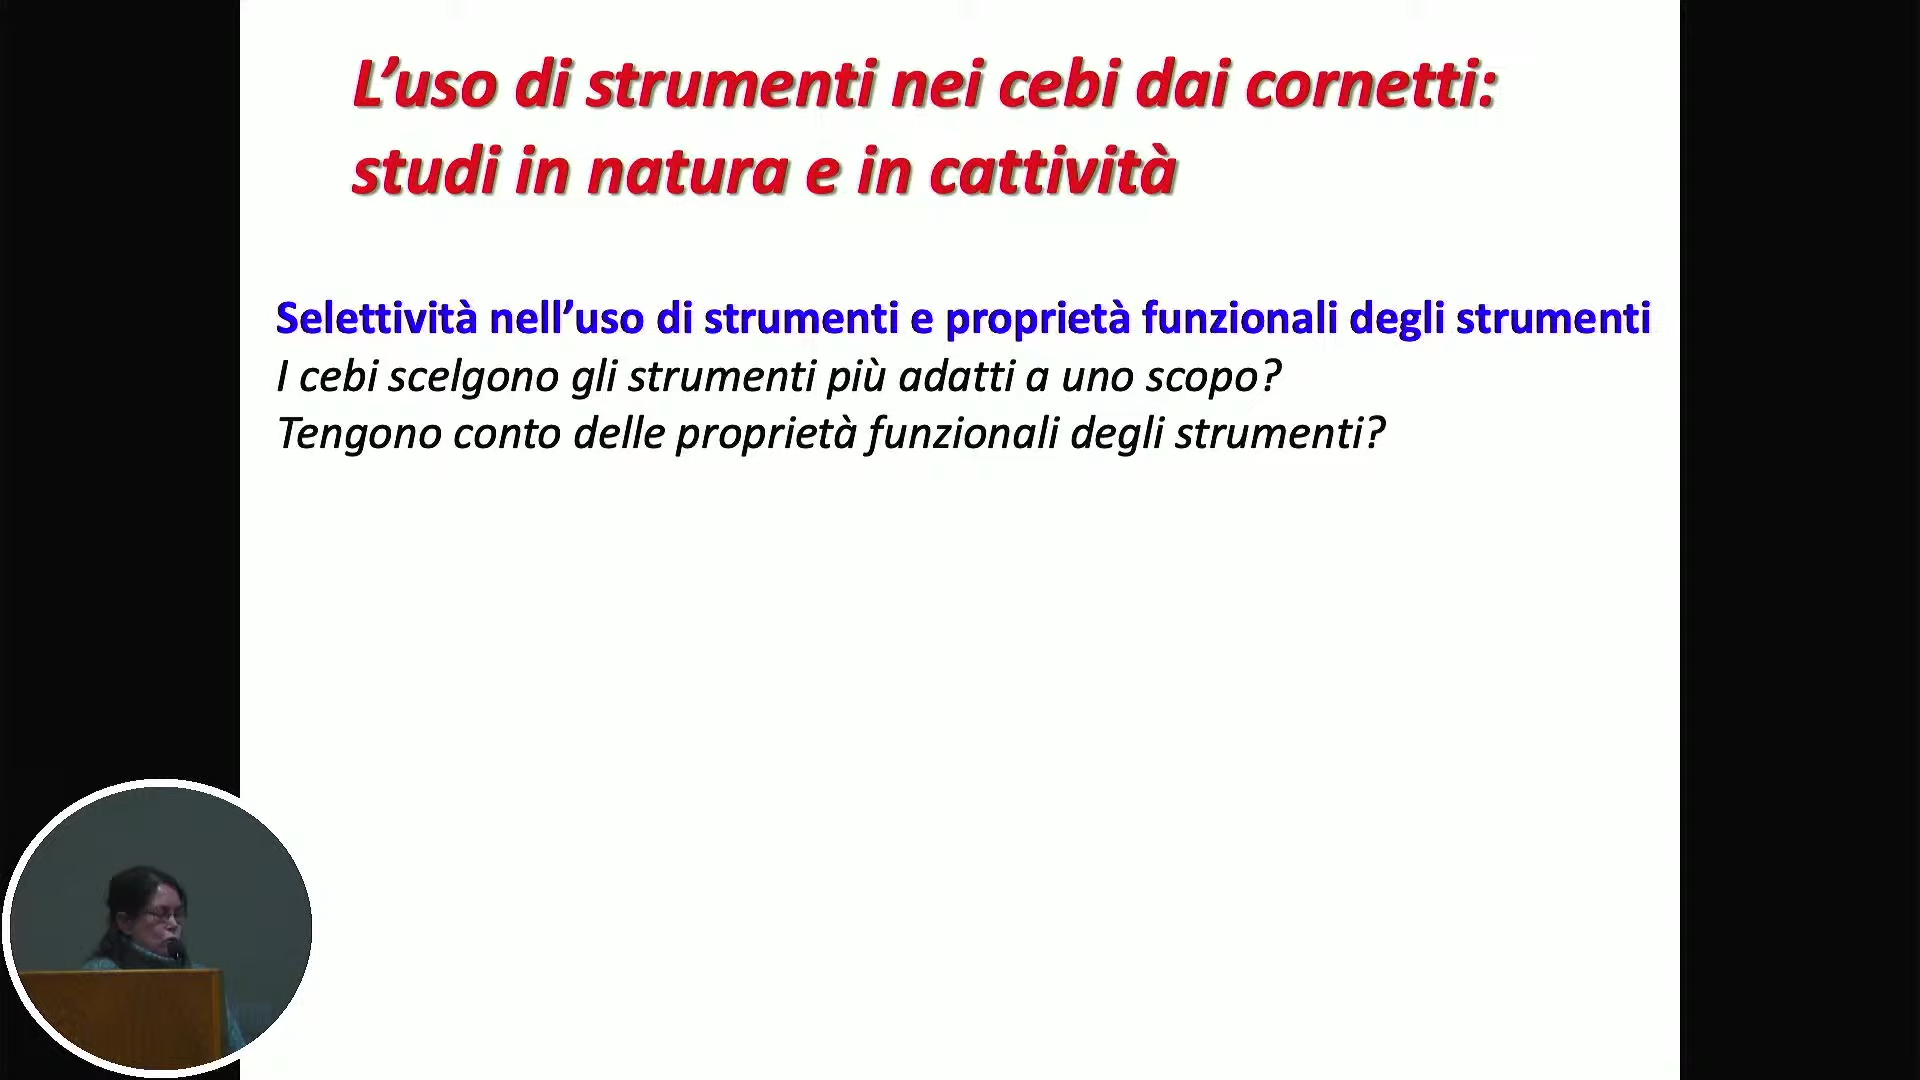 L’uso di strumenti nei cebi dai cornetti:
studi in natura e in cattività
Selettività nell’uso di strumenti e proprietà funzionali degli strumenti
I cebi scelgono gli strumenti più adatti a uno scopo?
Tengono conto delle proprietà funzionali degli strumenti?